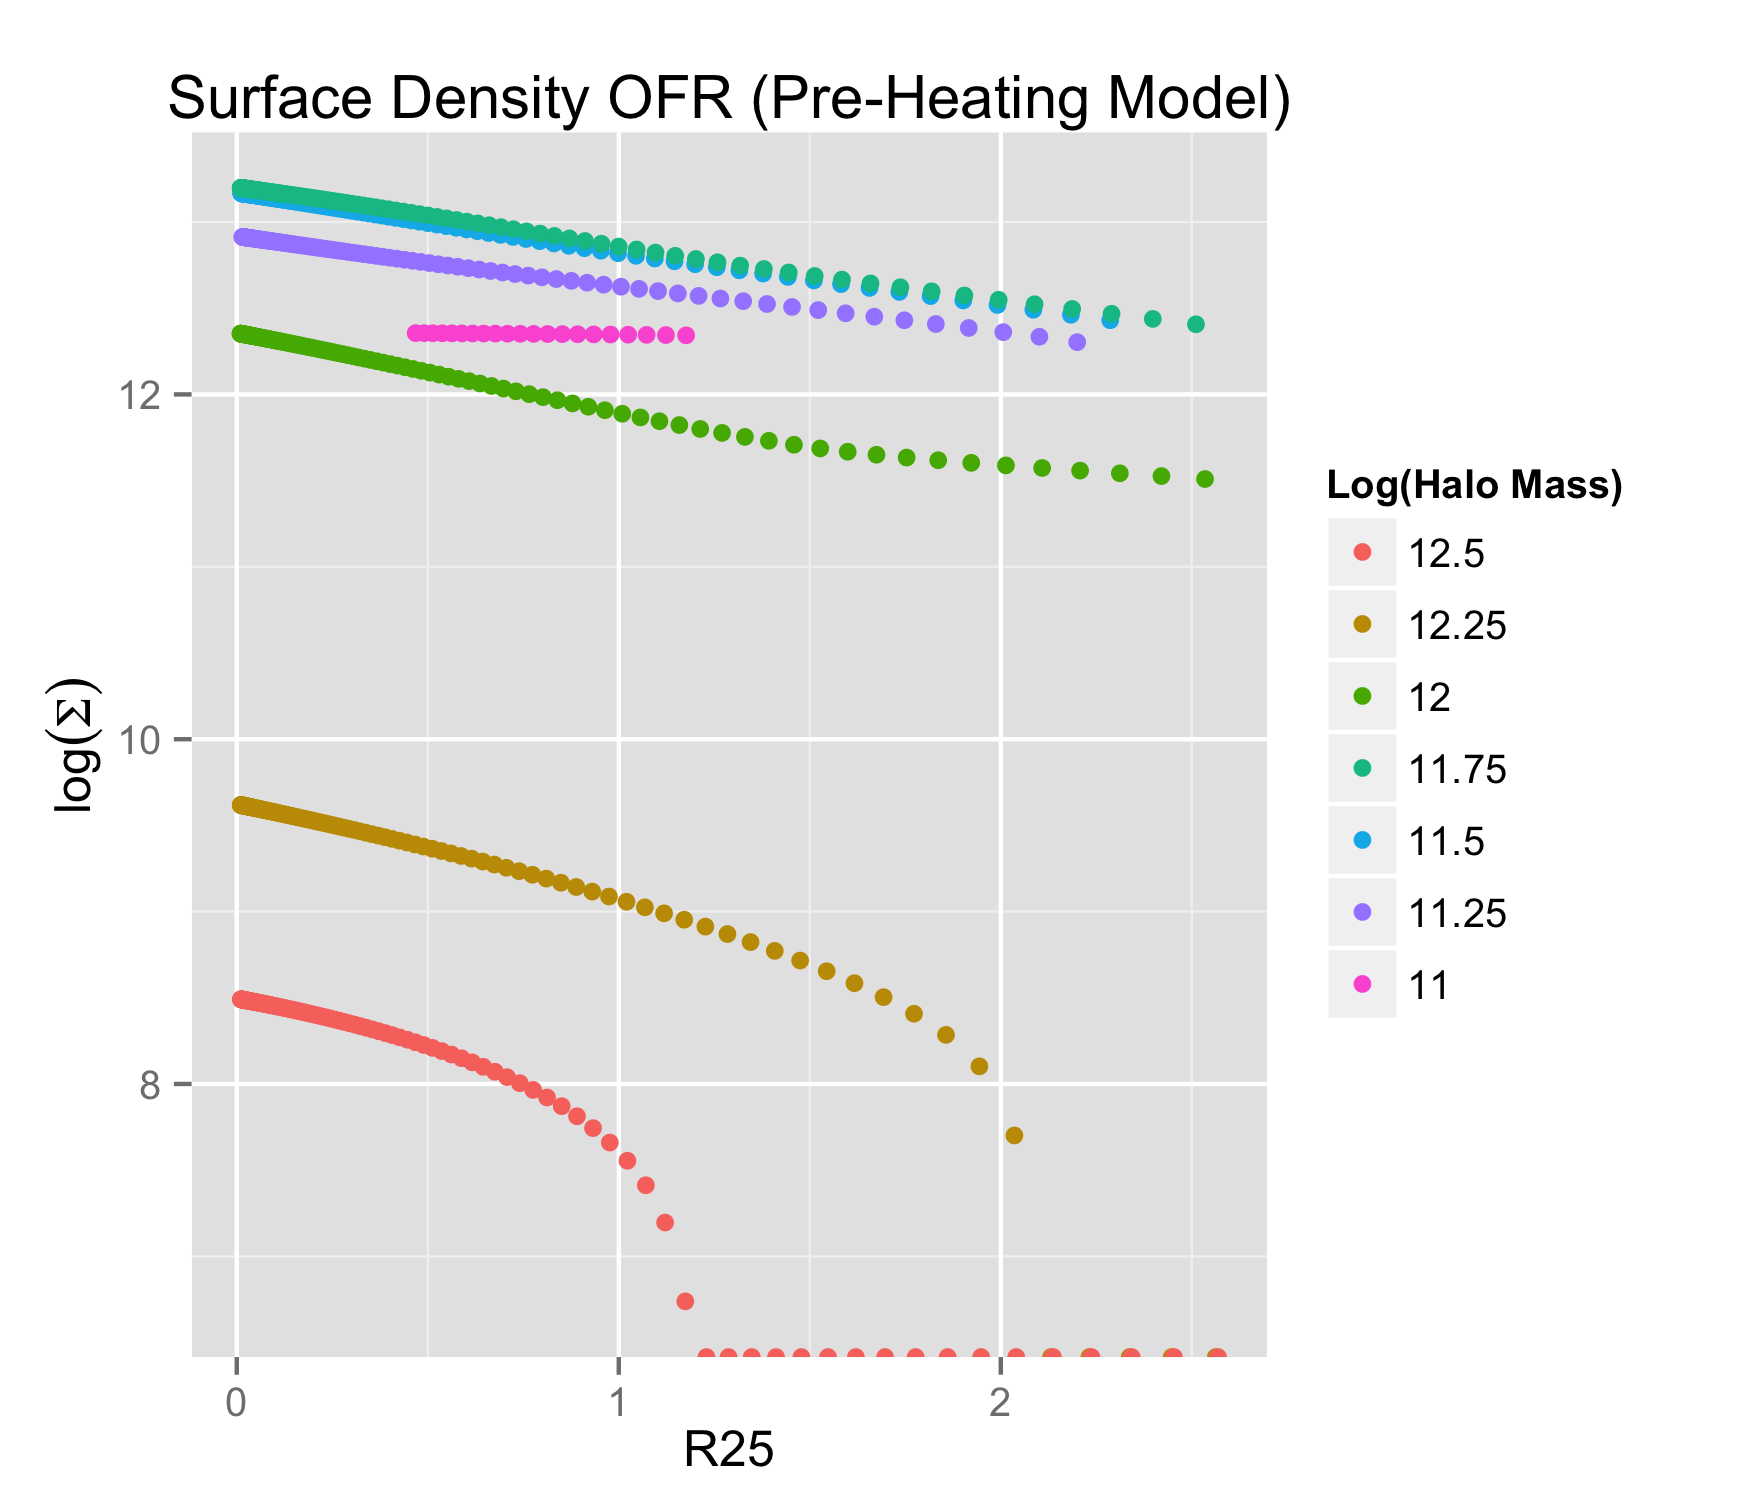 Surface Density OFR (Pre-Heating Model)
12
10
8
log(Σ)
0 1 2
R25
Log(Halo Mass)
12.5
12.25
12
11.75
11.5
11.25
11